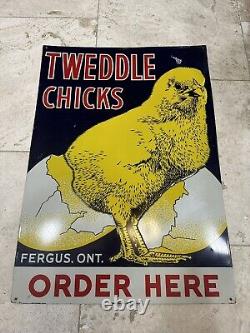 TWEDDLE
CHICKS
FERGUS, ONT.
ORDER HERE